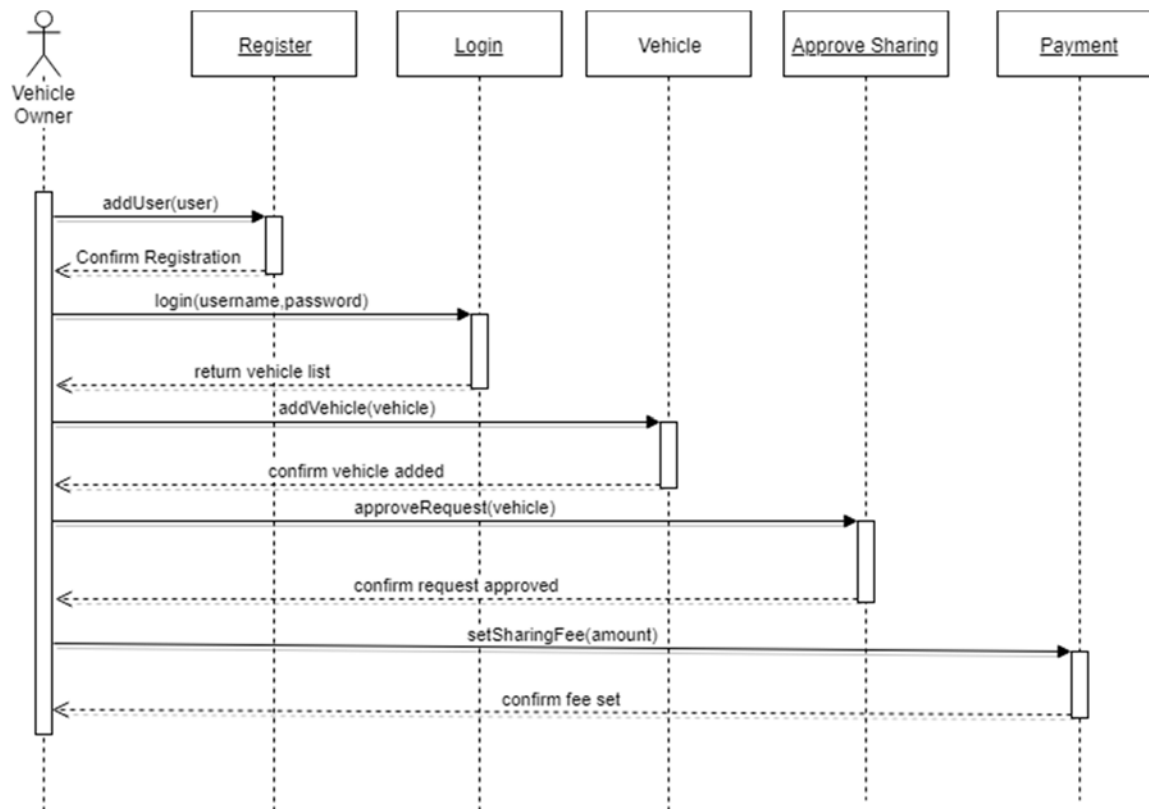 Register
Login
Vehicle
Approve Sharing
Payment
Vehicle
Owner
addUser(user)
Confirm Registration
login(username,password)
return vehicle list
addVehicle(vehicle)
confirm vehicle added
approveRequest(vehicle)
confirm request approved
setSharingFee(amount)
confirm fee set